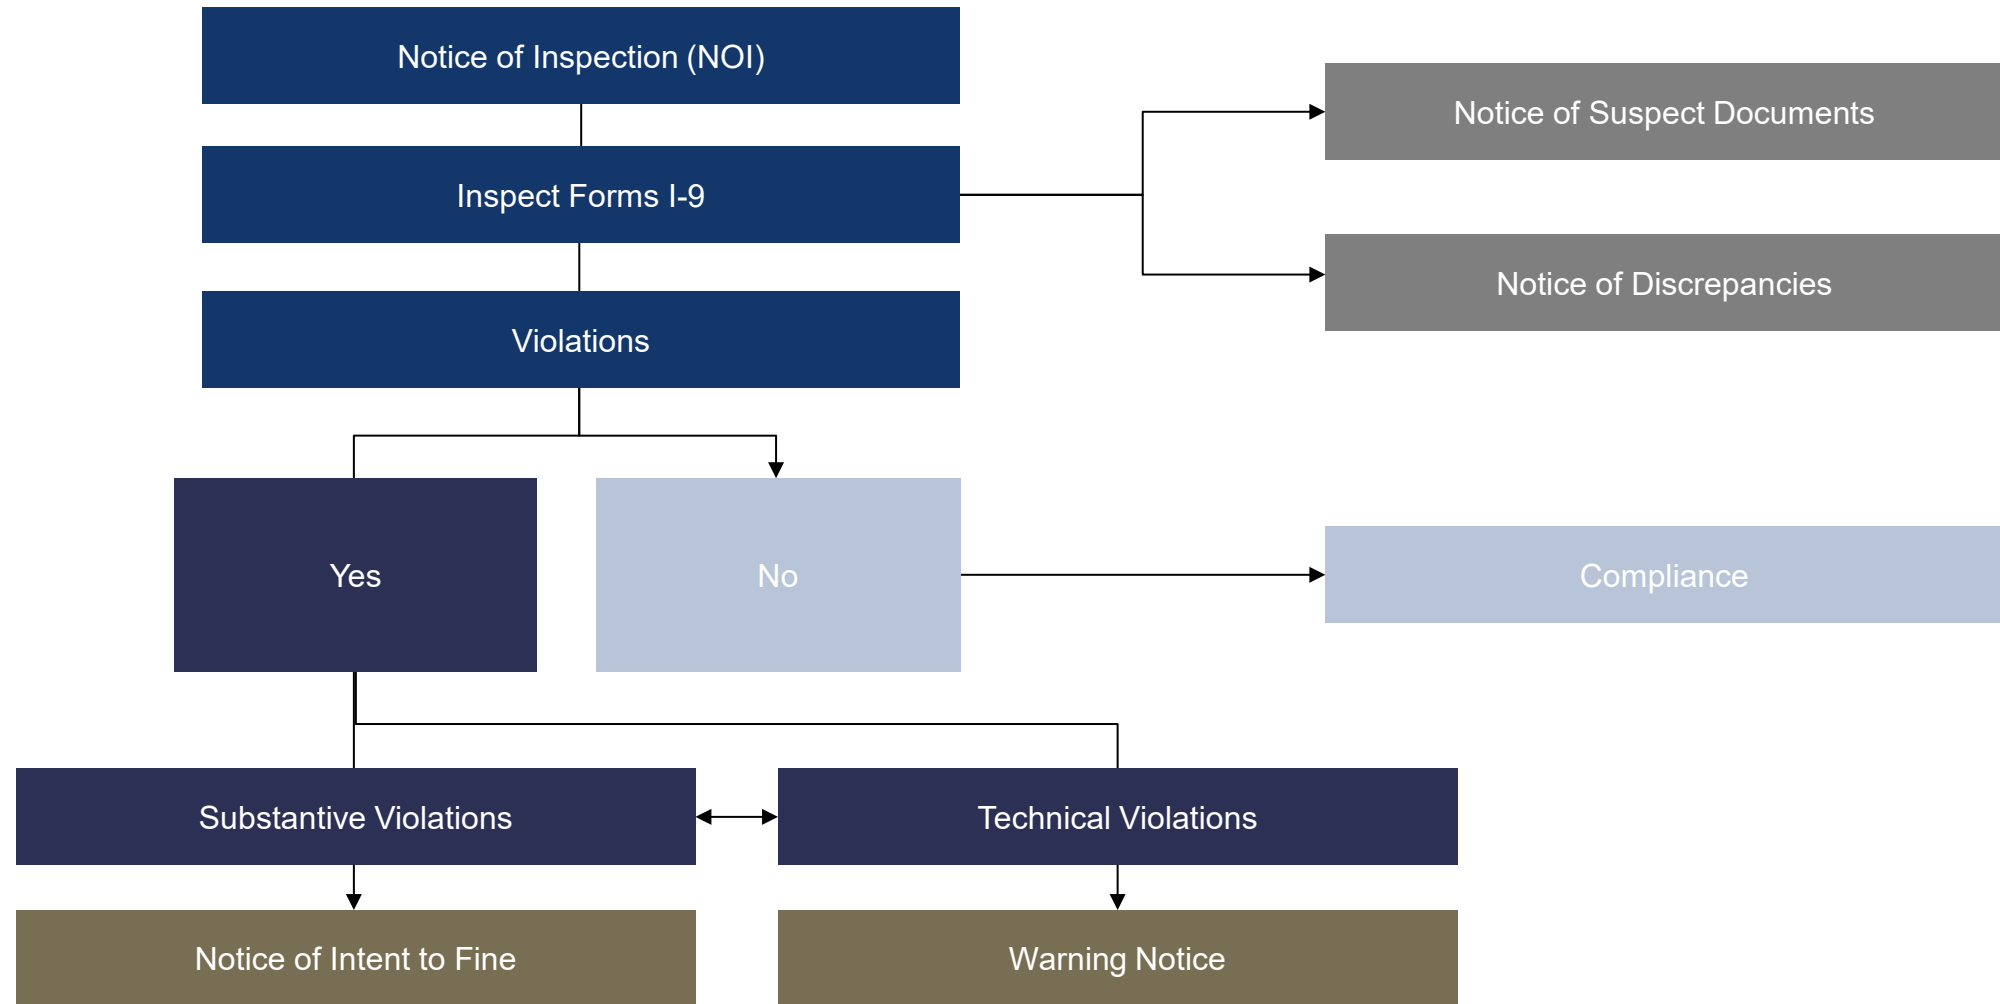 Notice of Inspection (NOI)
Notice of Suspect Documents
Inspect Forms I-9
Notice of Discrepancies
Violations
Yes
No
Compliance
Substantive Violations
Technical Violations
Notice of Intent to Fine
Warning Notice